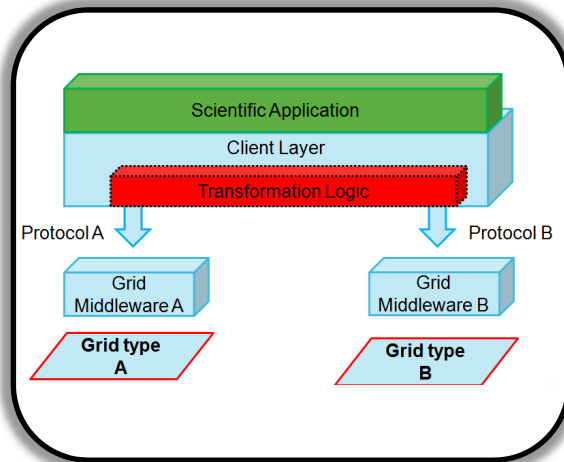 Scientific Application
Client Layer
Transformation Logic
Protocol A
Protocol B
Grid
Middleware A
Grid
Middleware B
Grid type
A
Grid type
B